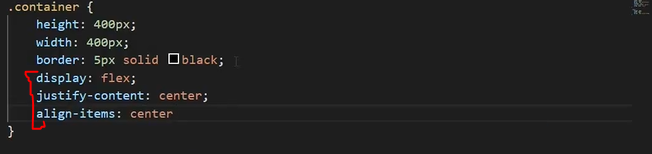 .container {
height: 400px;
width: 400px;
border: 5px solid black;
display: flex;
justify-content: center;
align-items: center
}